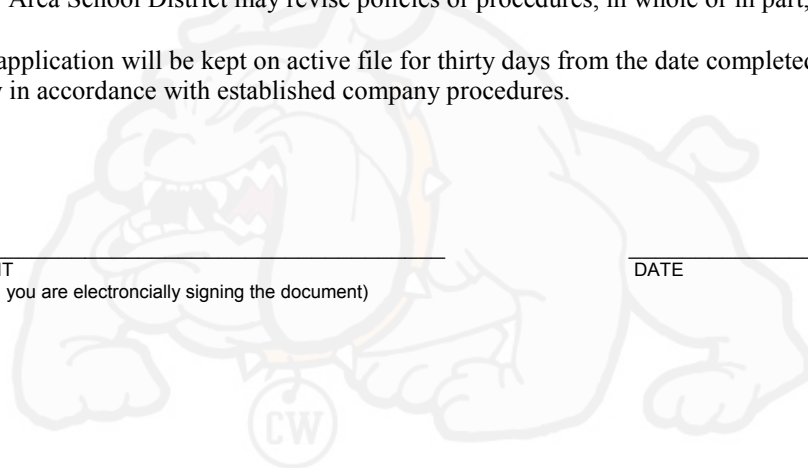 Area School District may revise policies or procedures, in whole or in part,
application will be kept on active file for thirty days from the date completed
in accordance with established company procedures.
DATE
you are electroncially signing the document)
CW